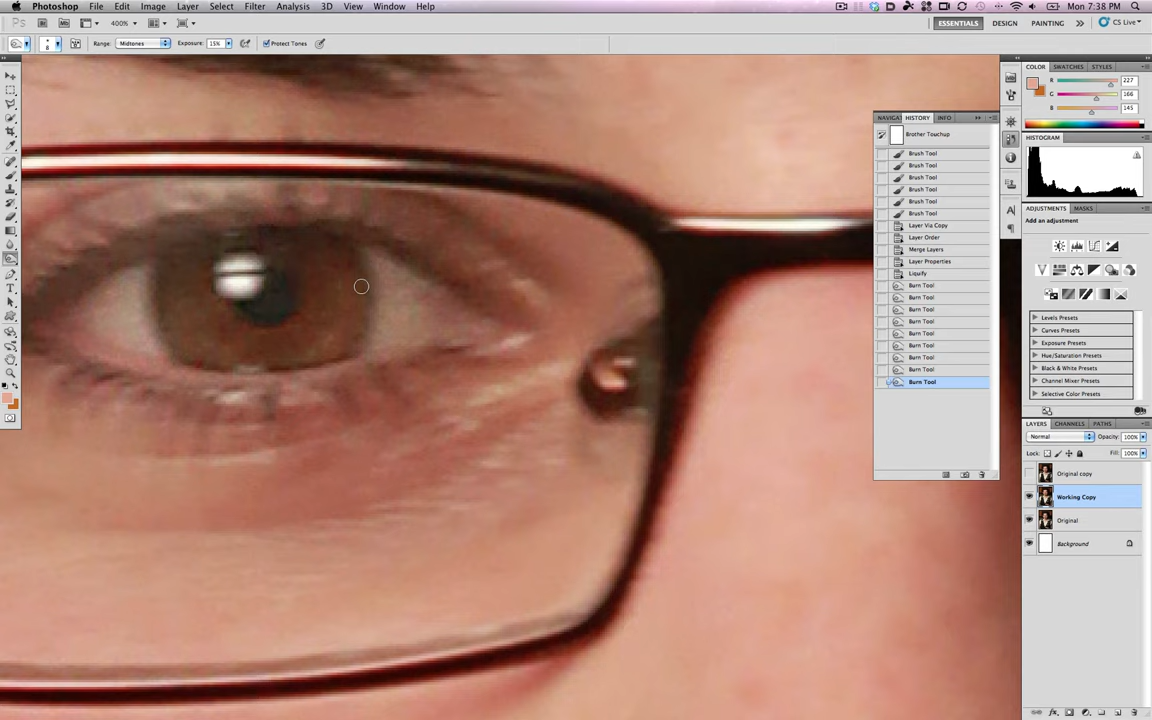 Photoshop File Edit Image Layer Select Filter Analysis 3D View Window Help Mon 7:38 PM
Ps Br Mb 400% ESSENTIALS DESIGN PAINTING CS Live
8 Range: Midtones Exposure: 15% Protect Tones
COLOR SWATCHES STYLES
R 227
G 166
B 145
NAVIGAT HISTORY INFO
Brother Touchup
Brush Tool
Brush Tool
Brush Tool
Brush Tool
Brush Tool
Brush Tool
Layer Via Copy
Layer Order
Merge Layers
Layer Properties
Liquify
Burn Tool
Burn Tool
Burn Tool
Burn Tool
Burn Tool
Burn Tool
Burn Tool
Burn Tool
Burn Tool
HISTOGRAM
ADJUSTMENTS MASKS
Add an adjustment
Levels Presets
Curves Presets
Exposure Presets
Hue/Saturation Presets
Black & White Presets
Channel Mixer Presets
Selective Color Presets
LAYERS CHANNELS PATHS
Normal Opacity: 100%
Lock: Fill: 100%
Original copy
Working Copy
Original
Background